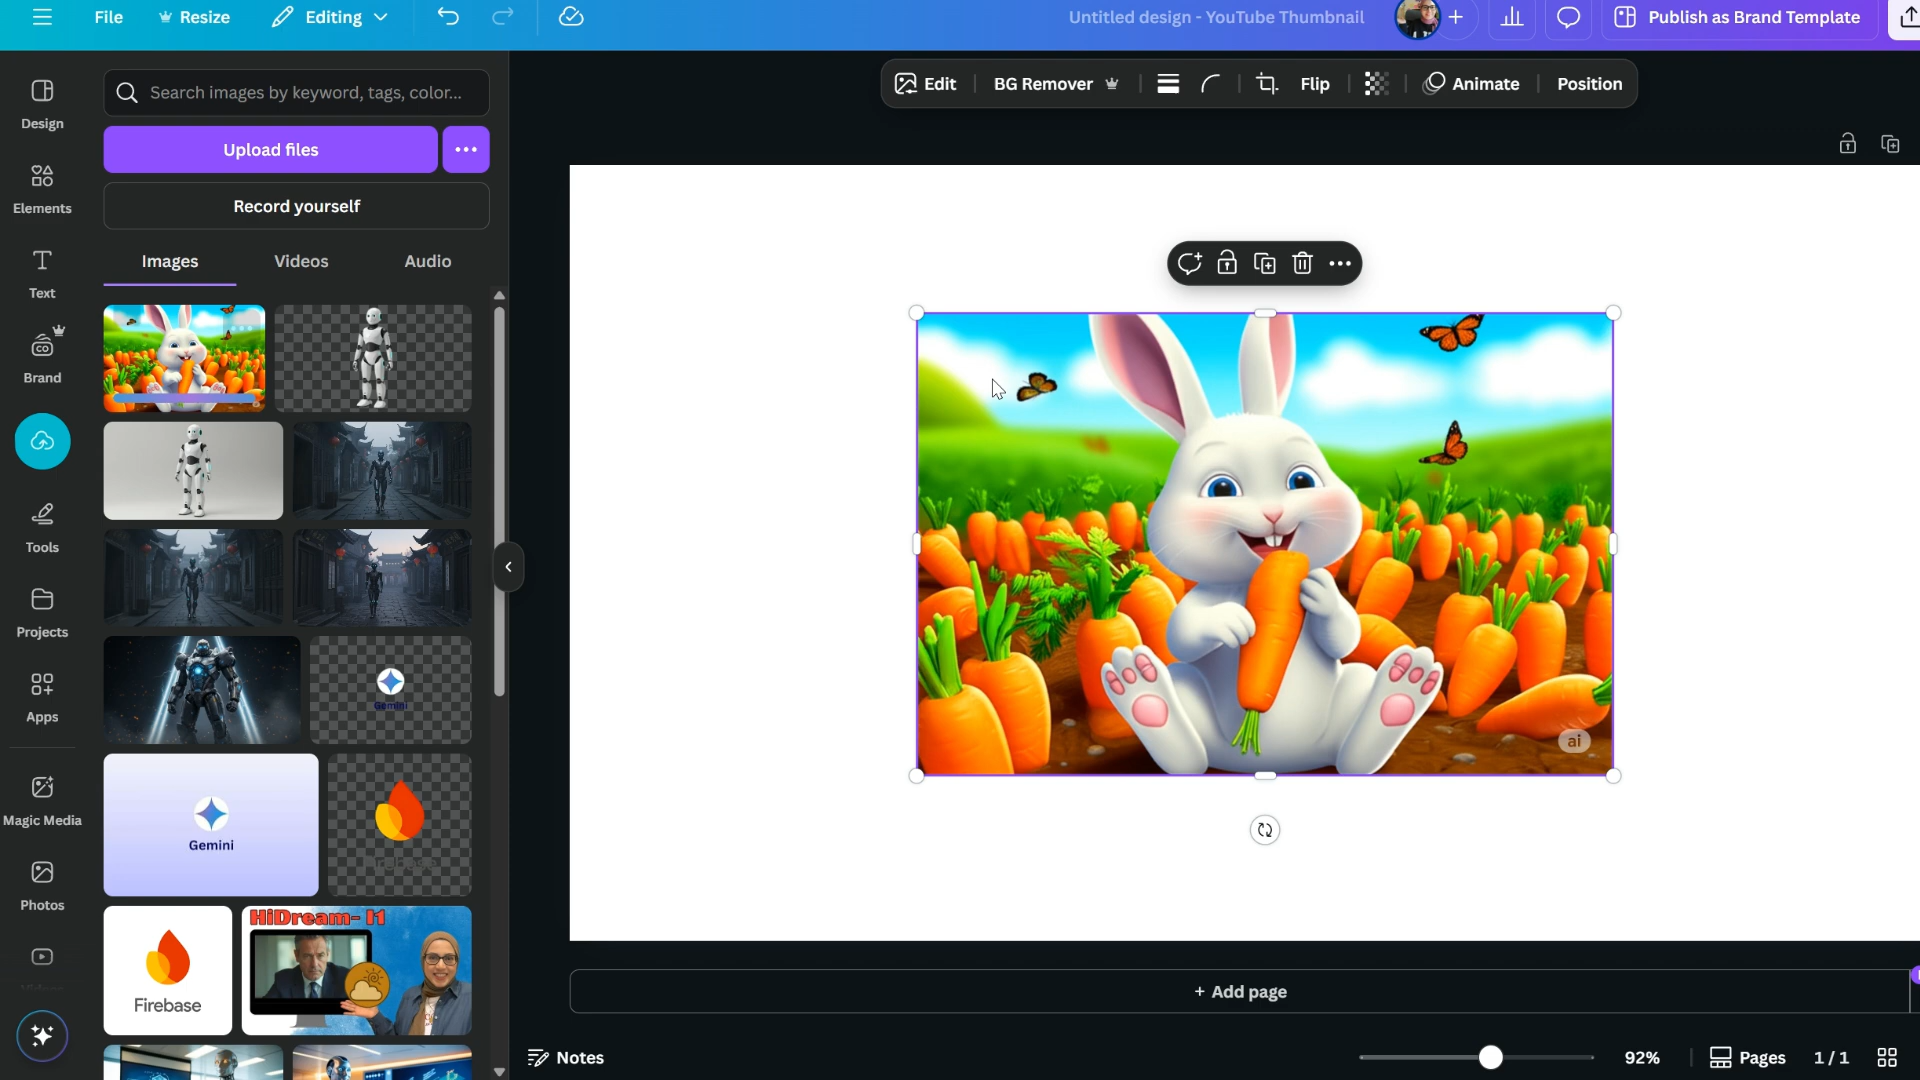 File
Resize
Editing
Untitled design - YouTube Thumbnail
Publish as Brand Template
Design
Elements
Text
Brand
Tools
Projects
Apps
Magic Media
Photos
Search images by keyword, tags, color...
Upload files
Record yourself
Images
Videos
Audio
Gemini
Gemini
Firebase
HiDream- I1
Edit
BG Remover
Flip
Animate
Position
ai
+ Add page
Notes
92%
Pages
1 / 1